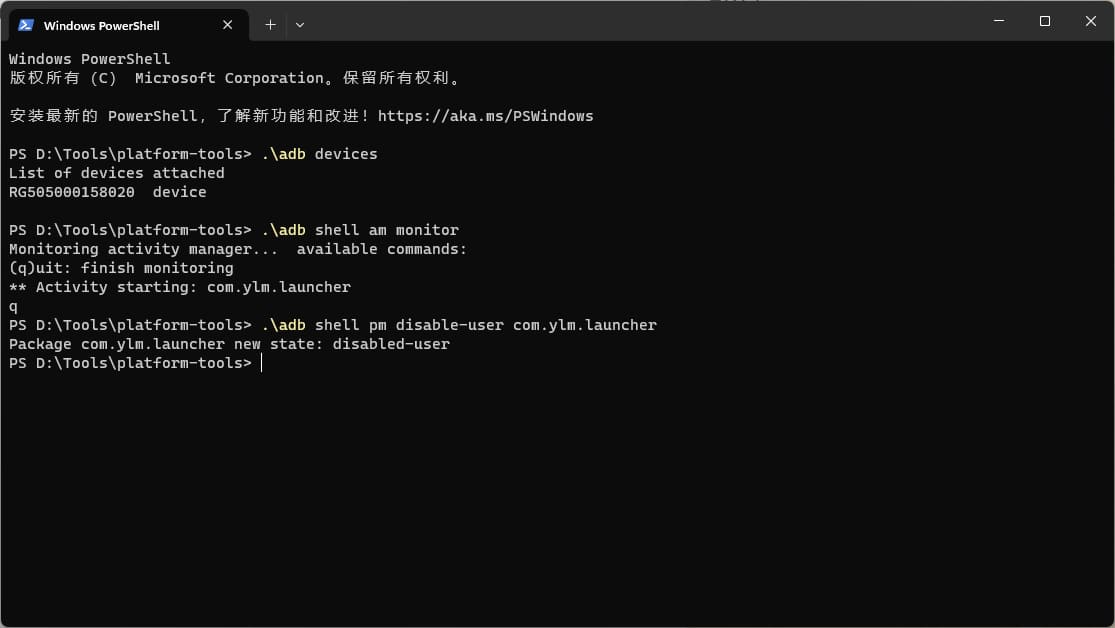 Windows PowerShell
Windows PowerShell
版权所有 (C)  Microsoft Corporation。保留所有权利。
安装最新的 PowerShell，了解新功能和改进！https://aka.ms/PSWindows
PS D:\Tools\platform-tools> .\adb devices
List of devices attached
RG505000158020  device
PS D:\Tools\platform-tools> .\adb shell am monitor
Monitoring activity manager...  available commands:
(q)uit: finish monitoring
** Activity starting: com.ylm.launcher
q
PS D:\Tools\platform-tools> .\adb shell pm disable-user com.ylm.launcher
Package com.ylm.launcher new state: disabled-user
PS D:\Tools\platform-tools>